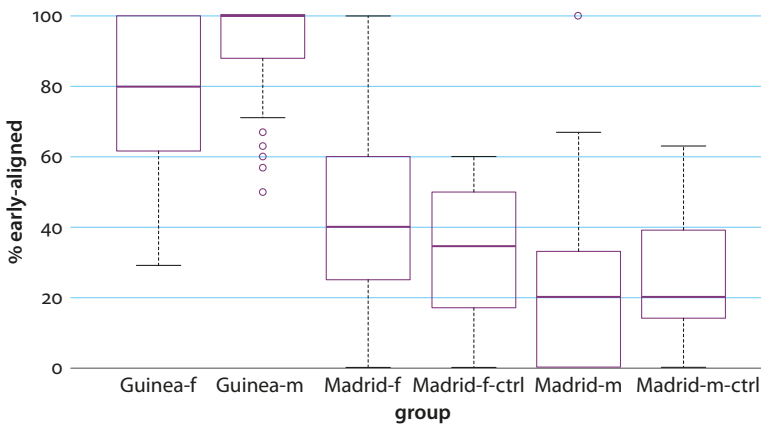 100
80
60
40
20
0
% early-aligned
Guinea-f Guinea-m Madrid-f Madrid-f-ctrl Madrid-m Madrid-m-ctrl
group